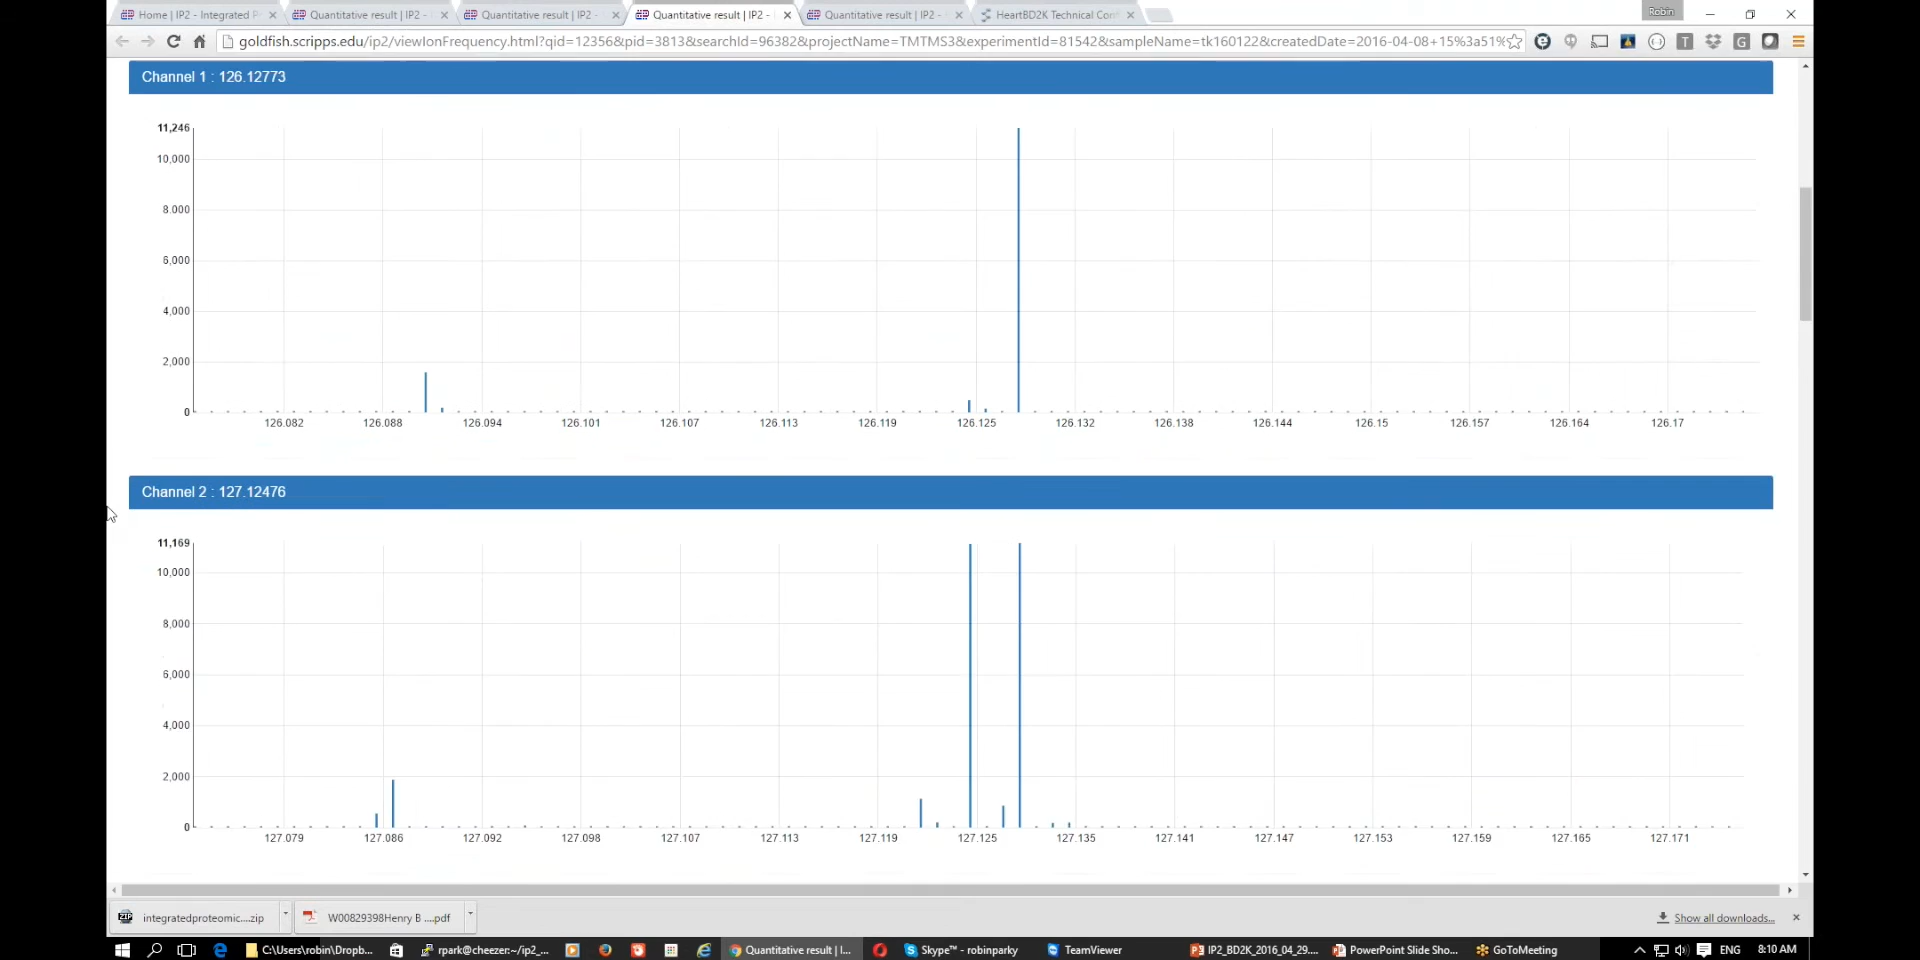 Home | IP2 - Integrated P
Quantitative result | IP2 -
Quantitative result | IP2 -
Quantitative result | IP2 -
Quantitative result | IP2 -
HeartBD2K Technical Con
Robin
goldfish.scripps.edu/ip2/viewIonFrequency.html?qid=12356&pid=3813&searchId=96382&projectName=TMTMS3&experimentId=81542&sampleName=tk160122&createdDate=2016-04-08+15%3a51%
Channel 1 : 126.12773
11,246
10,000
8,000
6,000
4,000
2,000
0
126.082 126.088 126.094 126.101 126.107 126.113 126.119 126.125 126.132 126.138 126.144 126.15 126.157 126.164 126.17
Channel 2 : 127.12476
11,169
10,000
8,000
6,000
4,000
2,000
0
127.079 127.086 127.092 127.098 127.107 127.113 127.119 127.125 127.135 127.141 127.147 127.153 127.159 127.165 127.171
integratedproteomic....zip
W00829398Henry B ....pdf
Show all downloads...
C:\Users\robin\Dropb...
rpark@cheezer:~/ip2_...
Quantitative result | I...
Skype™ - robinparky
TeamViewer
IP2_BD2K_2016_04_29....
PowerPoint Slide Sho...
GoToMeeting
ENG
8:10 AM